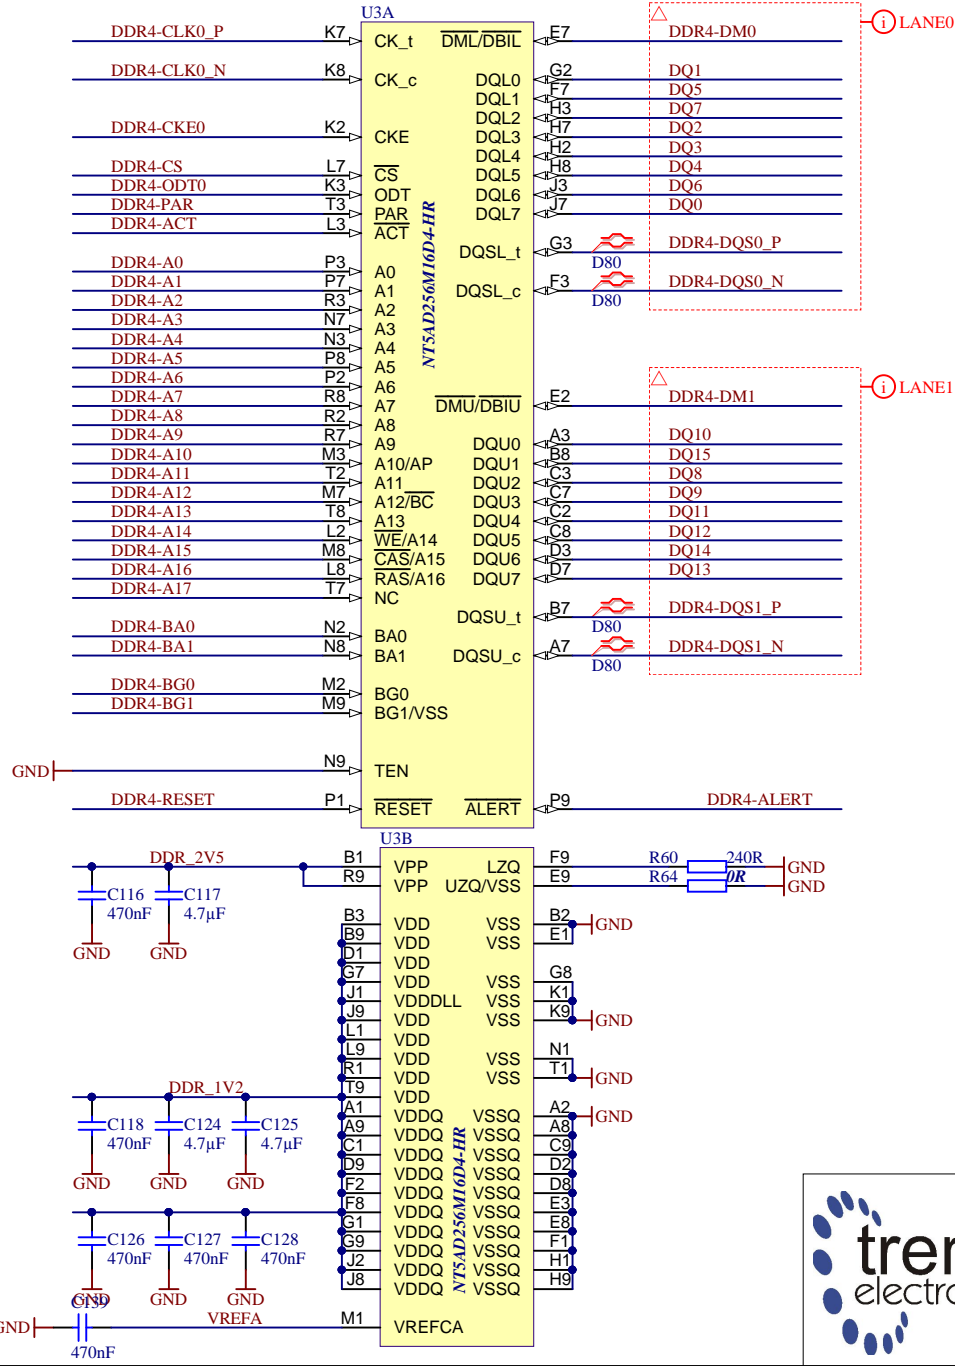 U3A
DDR4-CLK0_P K7 CK_t DML/DBIL E7 DDR4-DM0
LANE0
DDR4-CLK0_N K8 CK_c DQL0 G2 DQ1
DQL1 F7 DQ5
DQL2 H3 DQ7
DDR4-CKE0 K2 CKE DQL3 H7 DQ2
DQL4 H2 DQ3
DDR4-CS L7 CS DQL5 H8 DQ4
DDR4-ODT0 K3 ODT DQL6 J3 DQ6
DDR4-PAR T3 PAR DQL7 J7 DQ0
DDR4-ACT L3 ACT
DQSL_t G3 D80 DDR4-DQS0_P
DDR4-A0 P3 A0
DDR4-A1 P7 A1 DQSL_c F3 D80 DDR4-DQS0_N
DDR4-A2 R3 A2
DDR4-A3 N7 A3
DDR4-A4 N3 A4
DDR4-A5 P8 A5
DDR4-A6 P2 A6
LANE1
DDR4-A7 R8 A7 DMU/DBIU E2 DDR4-DM1
DDR4-A8 R2 A8
DDR4-A9 R7 A9 DQU0 A3 DQ10
DDR4-A10 M3 A10/AP DQU1 B8 DQ15
DDR4-A11 T2 A11 DQU2 C3 DQ8
DDR4-A12 M7 A12/BC DQU3 C7 DQ9
DDR4-A13 T8 A13 DQU4 C2 DQ11
DDR4-A14 L2 WE/A14 DQU5 C8 DQ12
DDR4-A15 M8 CAS/A15 DQU6 D3 DQ14
DDR4-A16 L8 RAS/A16 DQU7 D7 DQ13
DDR4-A17 T7 NC
DQSU_t B7 D80 DDR4-DQS1_P
DDR4-BA0 N2 BA0
DDR4-BA1 N8 BA1 DQSU_c A7 D80 DDR4-DQS1_N
DDR4-BG0 M2 BG0
DDR4-BG1 M9 BG1/VSS
GND N9 TEN
DDR4-RESET P1 RESET ALERT P9 DDR4-ALERT
NT5AD256M16D4-HR
U3B
DDR_2V5 B1 VPP LZQ F9 R60 240R GND
R9 VPP UZQ/VSS E9 R64 0R GND
C116 470nF GND
C117 4.7µF GND
B3 VDD VSS B2 GND
B9 VDD VSS E1
D1 VDD
G7 VDD VSS G8
J1 VDDDLL VSS K1
J9 VDD VSS K9 GND
L1 VDD
L9 VDD VSS N1
R1 VDD VSS T1 GND
DDR_1V2 T9 VDD
A1 VDDQ VSSQ A2 GND
A9 VDDQ VSSQ A8
C1 VDDQ VSSQ C9
D9 VDDQ VSSQ D2
F2 VDDQ VSSQ D8
F8 VDDQ VSSQ E3
G1 VDDQ VSSQ E8
G9 VDDQ VSSQ F1
J2 VDDQ VSSQ H1
J8 VDDQ VSSQ H9
C118 470nF GND
C124 4.7µF GND
C125 4.7µF GND
C126 470nF GND
C127 470nF GND
C128 470nF GND
GND C139 470nF VREFA M1 VREFCA
NT5AD256M16D4-HR
tren
electro